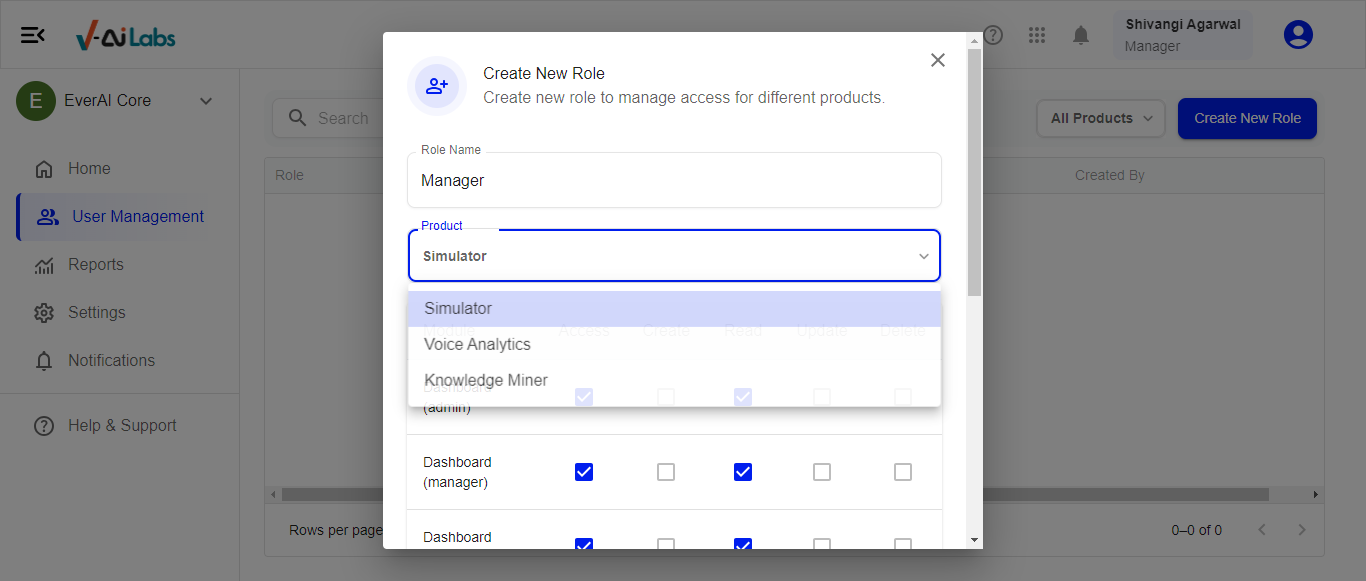 V-Ai Labs
Shivangi Agarwal
Manager
E
EverAI Core
Home
User Management
Reports
Settings
Notifications
Help & Support
Search
All Products
Create New Role
Role
Created By
Rows per page
0–0 of 0
Create New Role
Create new role to manage access for different products.
Role Name
Manager
Product
Simulator
Simulator
Module Access Create Read Update Delete
Voice Analytics
Knowledge Miner
Dashboard
(admin)
Dashboard
(manager)
Dashboard